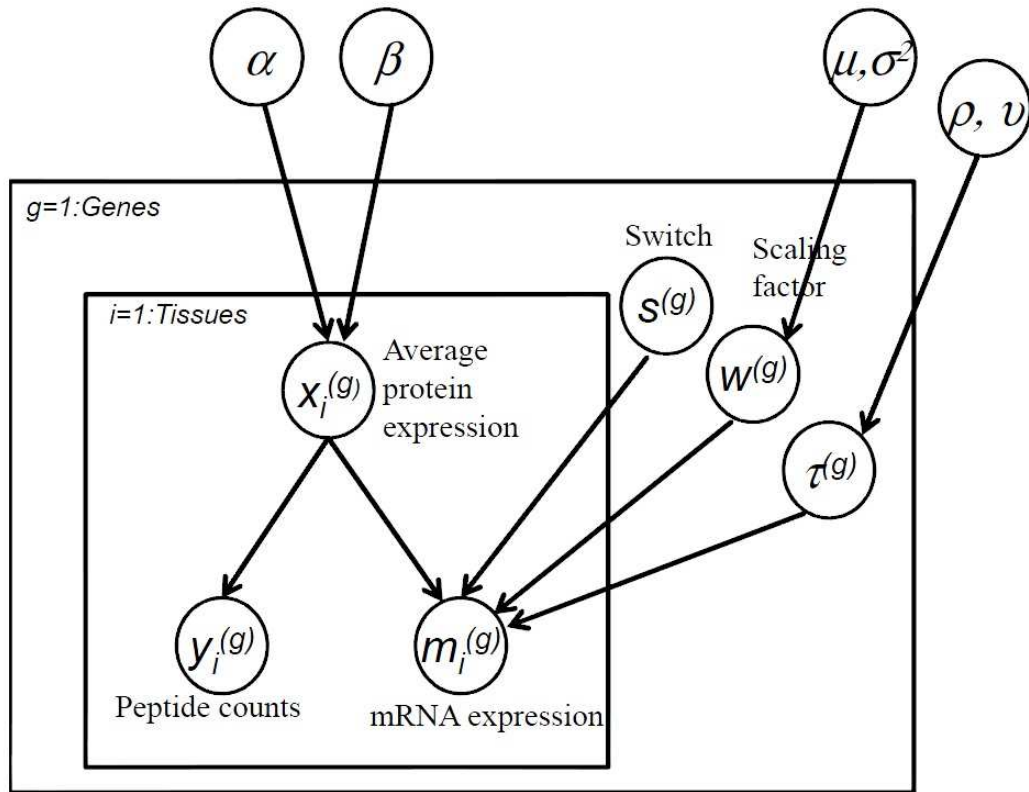 α
β
μ,σ²
ρ, υ
g=1:Genes
Switch
Scaling
factor
s(g)
i=1:Tissues
w(g)
Average
protein
expression
xi(g)
τ(g)
yi(g)
mi(g)
Peptide counts
mRNA expression